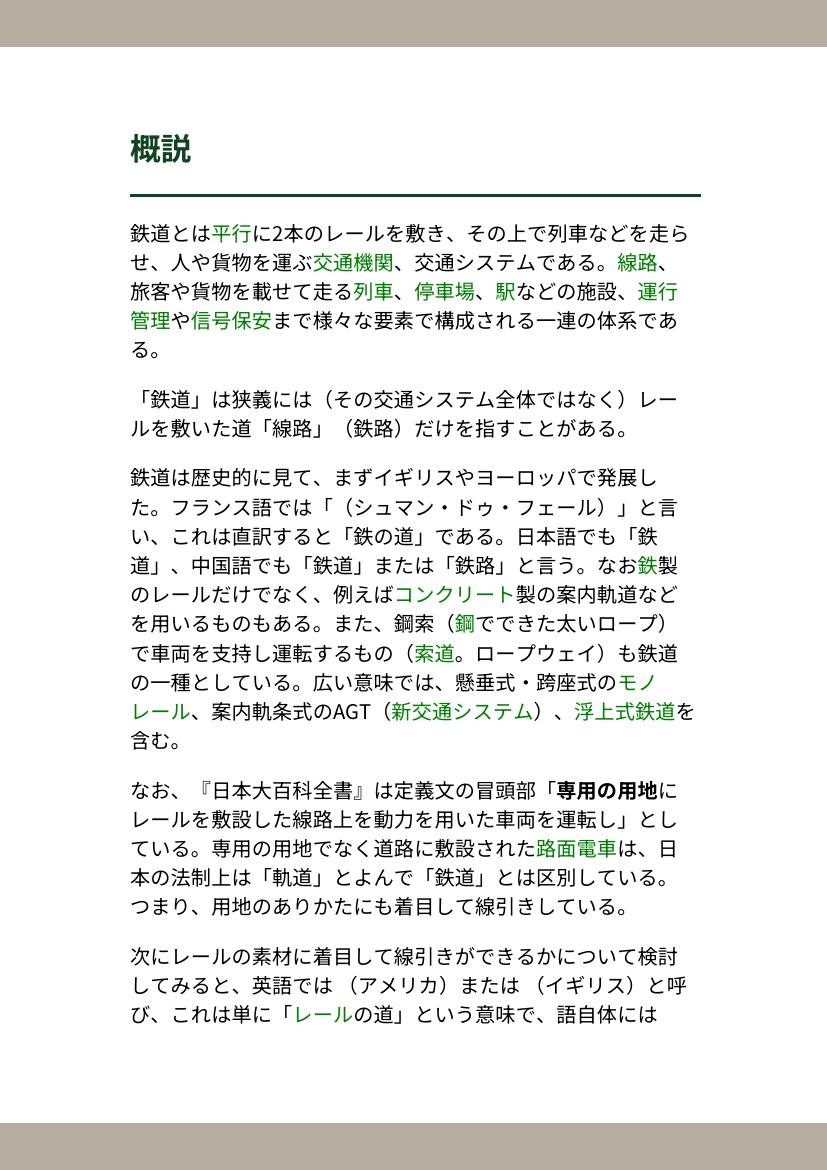 概説
鉄道とは平行に2本のレールを敷き、その上で列車などを走ら
せ、人や貨物を運ぶ交通機関、交通システムである。線路、
旅客や貨物を載せて走る列車、停車場、駅などの施設、運行
管理や信号保安まで様々な要素で構成される一連の体系であ
る。
「鉄道」は狭義には（その交通システム全体ではなく）レー
ルを敷いた道「線路」（鉄路）だけを指すことがある。
鉄道は歴史的に見て、まずイギリスやヨーロッパで発展し
た。フランス語では「（シュマン・ドゥ・フェール）」と言
い、これは直訳すると「鉄の道」である。日本語でも「鉄
道」、中国語でも「鉄道」または「鉄路」と言う。なお鉄製
のレールだけでなく、例えばコンクリート製の案内軌道など
を用いるものもある。また、鋼索（鋼でできた太いロープ）
で車両を支持し運転するもの（索道。ロープウェイ）も鉄道
の一種としている。広い意味では、懸垂式・跨座式のモノ
レール、案内軌条式のAGT（新交通システム）、浮上式鉄道を
含む。
なお、『日本大百科全書』は定義文の冒頭部「専用の用地に
レールを敷設した線路上を動力を用いた車両を運転し」とし
ている。専用の用地でなく道路に敷設された路面電車は、日
本の法制上は「軌道」とよんで「鉄道」とは区別している。
つまり、用地のありかたにも着目して線引きしている。
次にレールの素材に着目して線引きができるかについて検討
してみると、英語では （アメリカ）または （イギリス）と呼
び、これは単に「レールの道」という意味で、語自体には